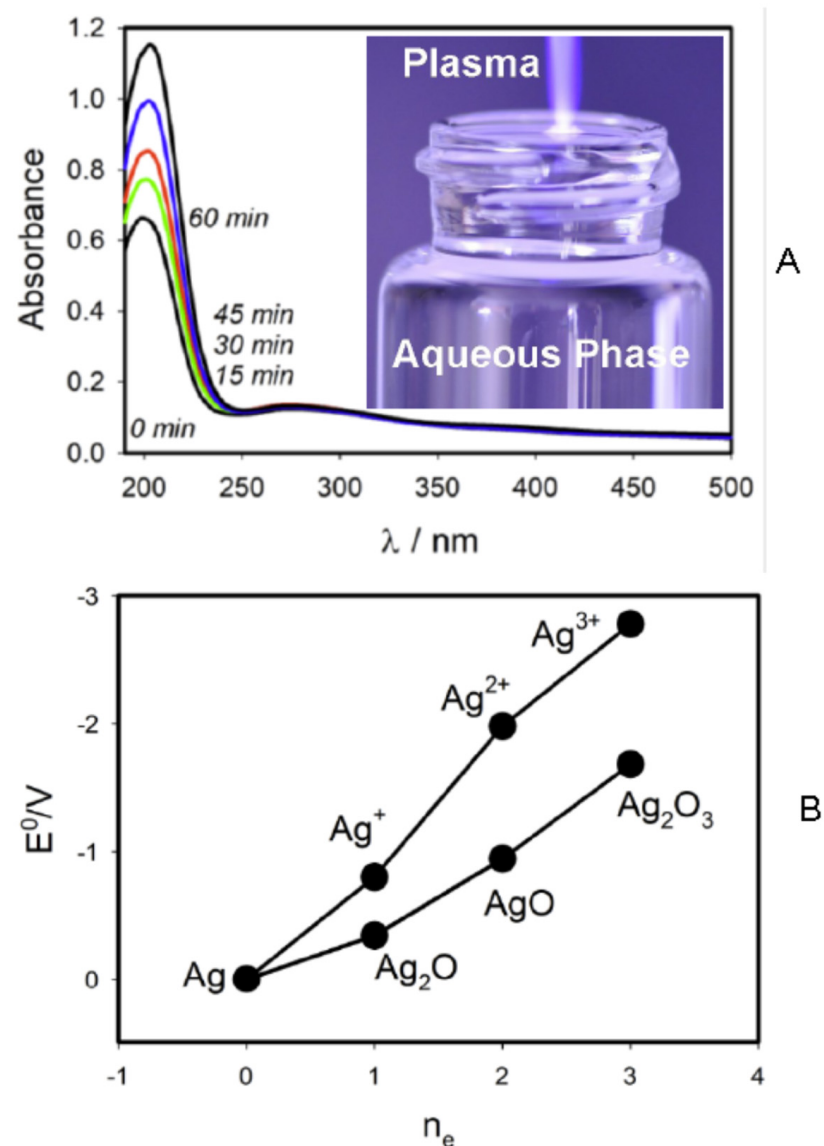 1.2
1.0
0.8
0.6
0.4
0.2
0.0
Absorbance
Plasma
Aqueous Phase
60 min
45 min
30 min
15 min
0 min
200 250 300 350 400 450 500
λ / nm
A
-3
-2
-1
0
E⁰/V
Ag³⁺
Ag²⁺
Ag⁺
Ag₂O₃
AgO
Ag Ag₂O
-1 0 1 2 3 4
nₑ
B